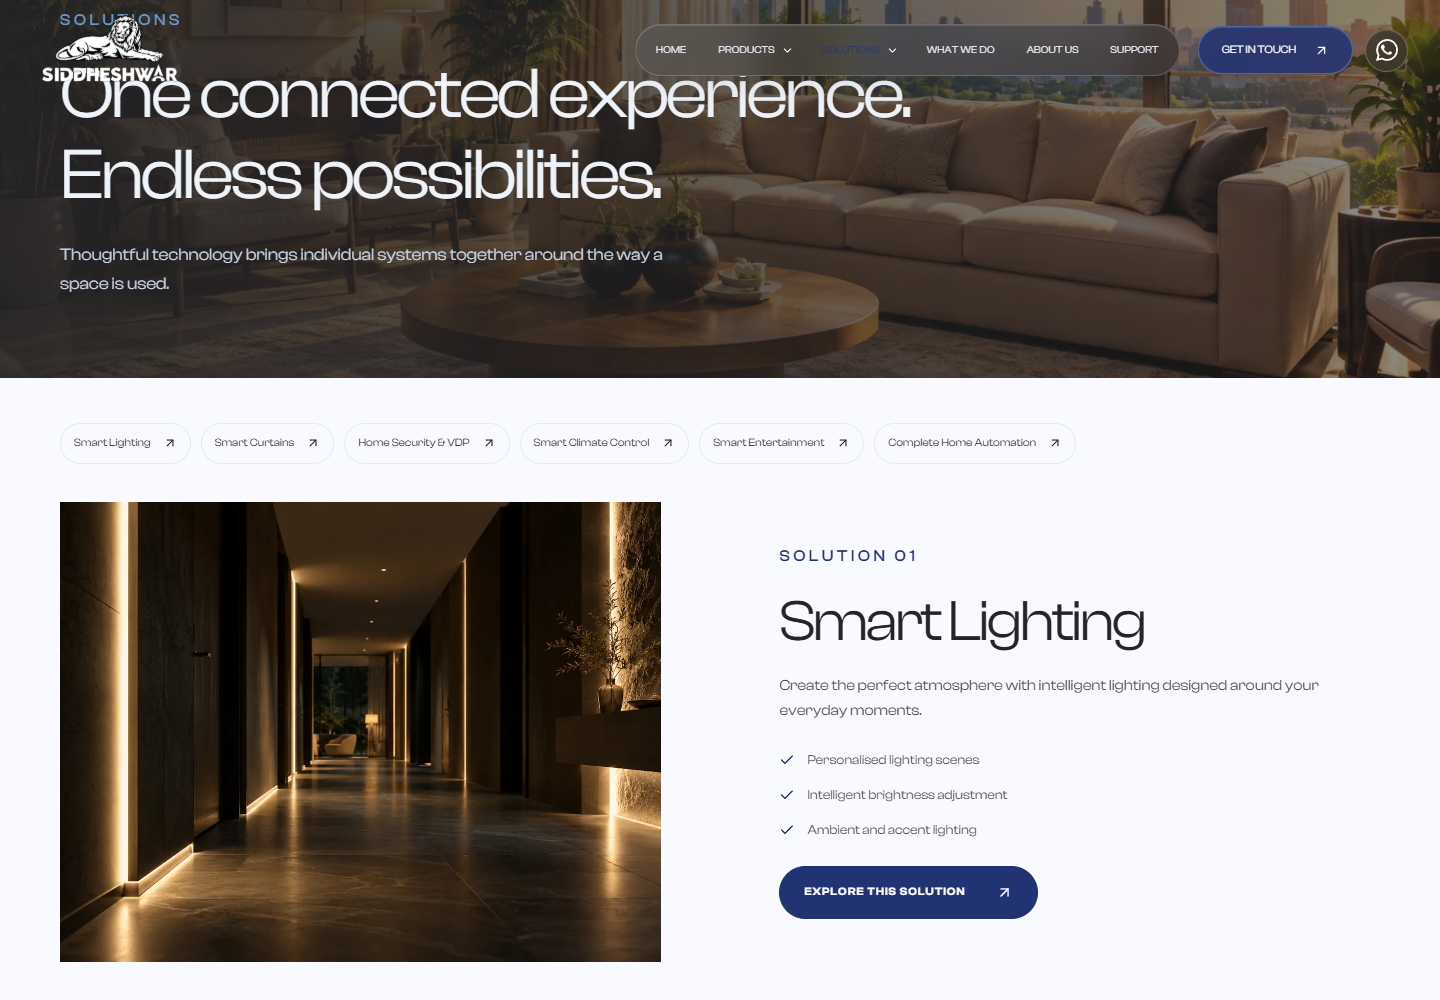 SOLUTIONS
SIDDHESHWAR
HOME
PRODUCTS
SOLUTIONS
WHAT WE DO
ABOUT US
SUPPORT
GET IN TOUCH
One connected experience.
Endless possibilities.
Thoughtful technology brings individual systems together around the way a
space is used.
Smart Lighting
Smart Curtains
Home Security & VDP
Smart Climate Control
Smart Entertainment
Complete Home Automation
SOLUTION 01
Smart Lighting
Create the perfect atmosphere with intelligent lighting designed around your
everyday moments.
Personalised lighting scenes
Intelligent brightness adjustment
Ambient and accent lighting
EXPLORE THIS SOLUTION